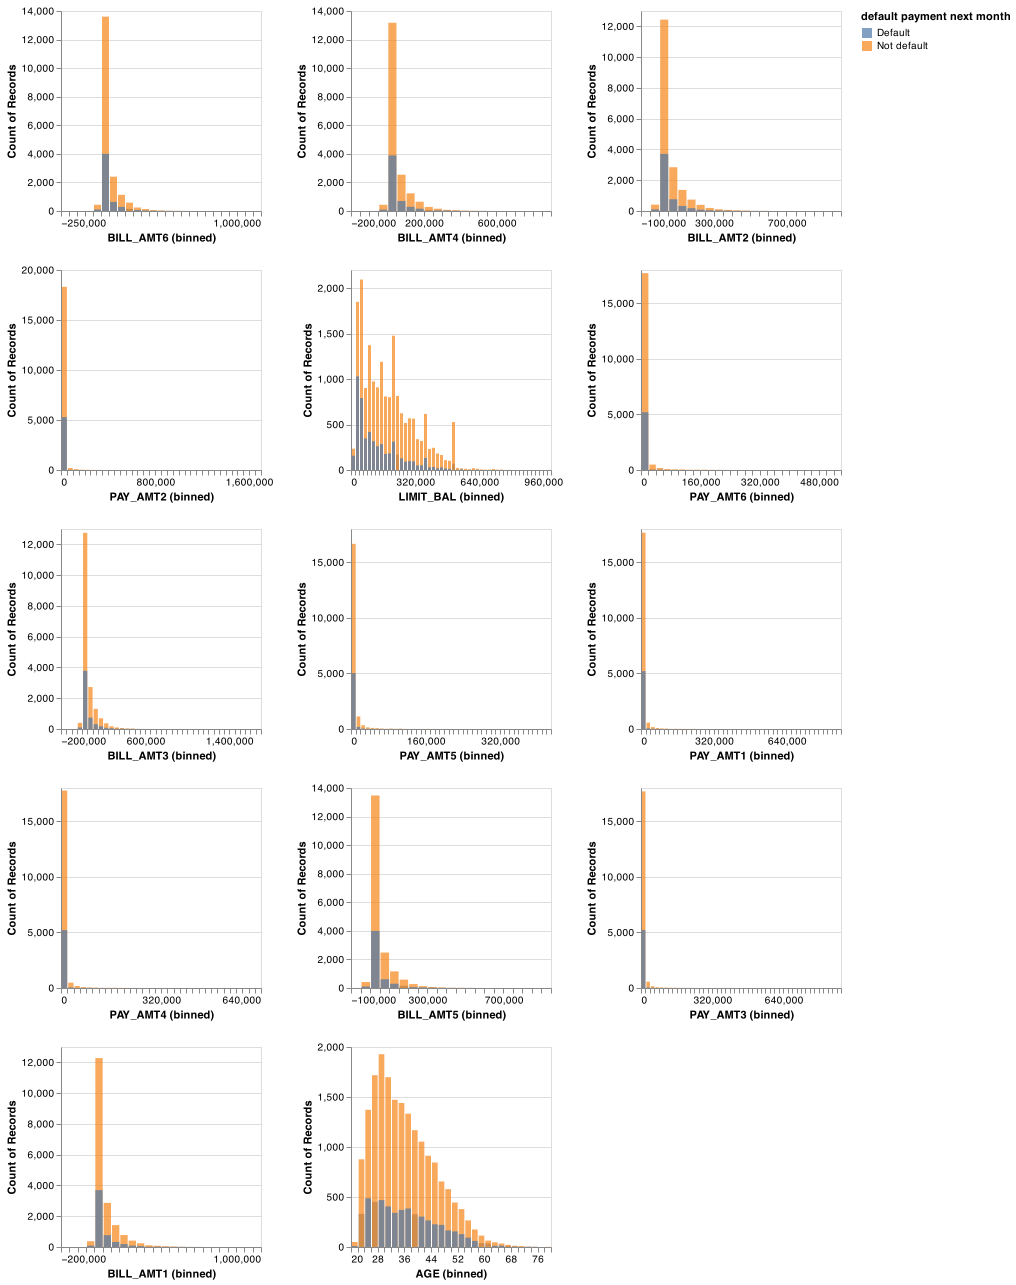 14,000
12,000
10,000
8,000
6,000
4,000
2,000
0
Count of Records
−250,000 1,000,000
BILL_AMT6 (binned)
14,000
12,000
10,000
8,000
6,000
4,000
2,000
0
Count of Records
−200,000 200,000 600,000
BILL_AMT4 (binned)
12,000
10,000
8,000
6,000
4,000
2,000
0
Count of Records
−100,000 300,000 700,000
BILL_AMT2 (binned)
default payment next month
Default
Not default
20,000
15,000
10,000
5,000
0
Count of Records
0 800,000 1,600,000
PAY_AMT2 (binned)
2,000
1,500
1,000
500
0
Count of Records
0 320,000 640,000 960,000
LIMIT_BAL (binned)
15,000
10,000
5,000
0
Count of Records
0 160,000 320,000 480,000
PAY_AMT6 (binned)
12,000
10,000
8,000
6,000
4,000
2,000
0
Count of Records
−200,000 600,000 1,400,000
BILL_AMT3 (binned)
15,000
10,000
5,000
0
Count of Records
0 160,000 320,000
PAY_AMT5 (binned)
15,000
10,000
5,000
0
Count of Records
0 320,000 640,000
PAY_AMT1 (binned)
15,000
10,000
5,000
0
Count of Records
0 320,000 640,000
PAY_AMT4 (binned)
14,000
12,000
10,000
8,000
6,000
4,000
2,000
0
Count of Records
−100,000 300,000 700,000
BILL_AMT5 (binned)
15,000
10,000
5,000
0
Count of Records
0 320,000 640,000
PAY_AMT3 (binned)
12,000
10,000
8,000
6,000
4,000
2,000
0
Count of Records
−200,000 1,000,000
BILL_AMT1 (binned)
2,000
1,500
1,000
500
0
Count of Records
20 28 36 44 52 60 68 76
AGE (binned)